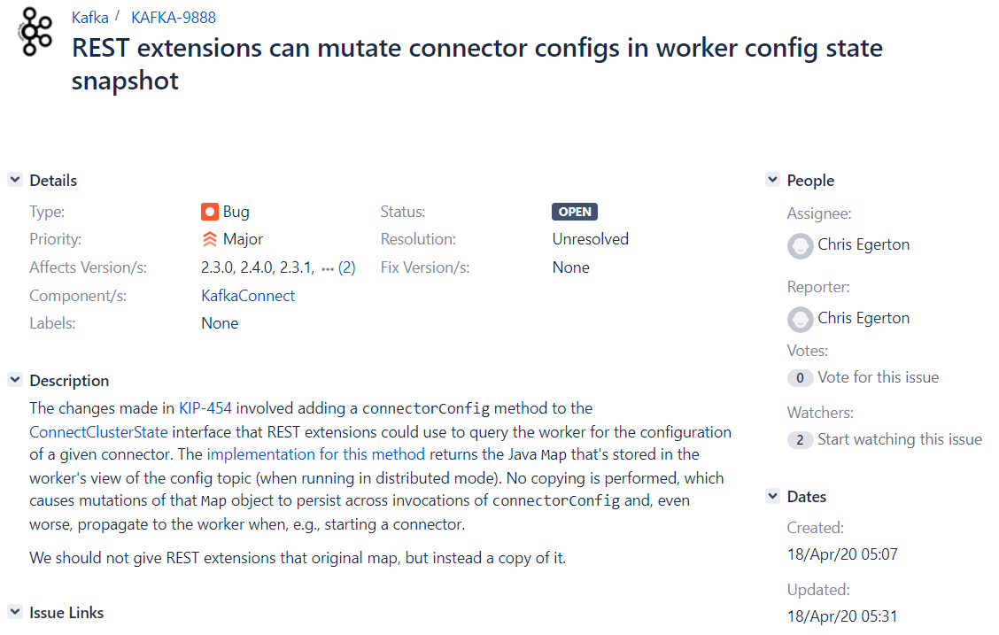 Kafka / KAFKA-9888
REST extensions can mutate connector configs in worker config state
snapshot
Details
Type: Bug Status: OPEN
Priority: Major Resolution: Unresolved
Affects Version/s: 2.3.0, 2.4.0, 2.3.1, ••• (2) Fix Version/s: None
Component/s: KafkaConnect
Labels: None
Description
The changes made in KIP-454 involved adding a connectorConfig method to the
ConnectClusterState interface that REST extensions could use to query the worker for the configuration
of a given connector. The implementation for this method returns the Java Map that's stored in the
worker's view of the config topic (when running in distributed mode). No copying is performed, which
causes mutations of that Map object to persist across invocations of connectorConfig and, even
worse, propagate to the worker when, e.g., starting a connector.
We should not give REST extensions that original map, but instead a copy of it.
Issue Links
People
Assignee:
Chris Egerton
Reporter:
Chris Egerton
Votes:
0 Vote for this issue
Watchers:
2 Start watching this issue
Dates
Created:
18/Apr/20 05:07
Updated:
18/Apr/20 05:31